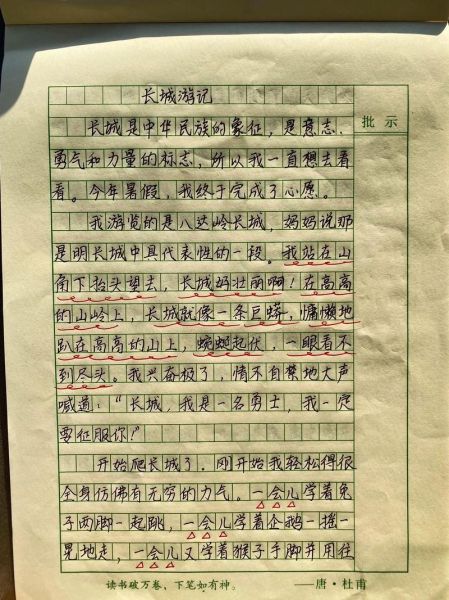 长城游记
批示
长城是中华民族的象征，是意志、
勇气和力量的标志，所以我一直想去看
看。今年暑假，我终于完成了心愿。
我游览的是八达岭长城，妈妈说那
是明长城中具代表性的一段。我站在山
角下抬头望去，长城妈壮丽啊！在高高
的山岭上，长城就像一条巨蟒，慵懒地
趴在高高的山上，蜿蜒起伏，一眼看不
到尽头。我兴奋极了，情不自禁地大声
喊道：“长城，我是一名勇士，我一定
要征服你！”
开始爬长城了，刚开始我轻松得很
全身仿佛有无穷的力气。一会儿学着兔
子两脚一起跳，一会儿学着企鹅一摇一
晃地走，一会儿又学着猴子手脚并用往
读书破万卷，下笔如有神。 ——唐·杜甫